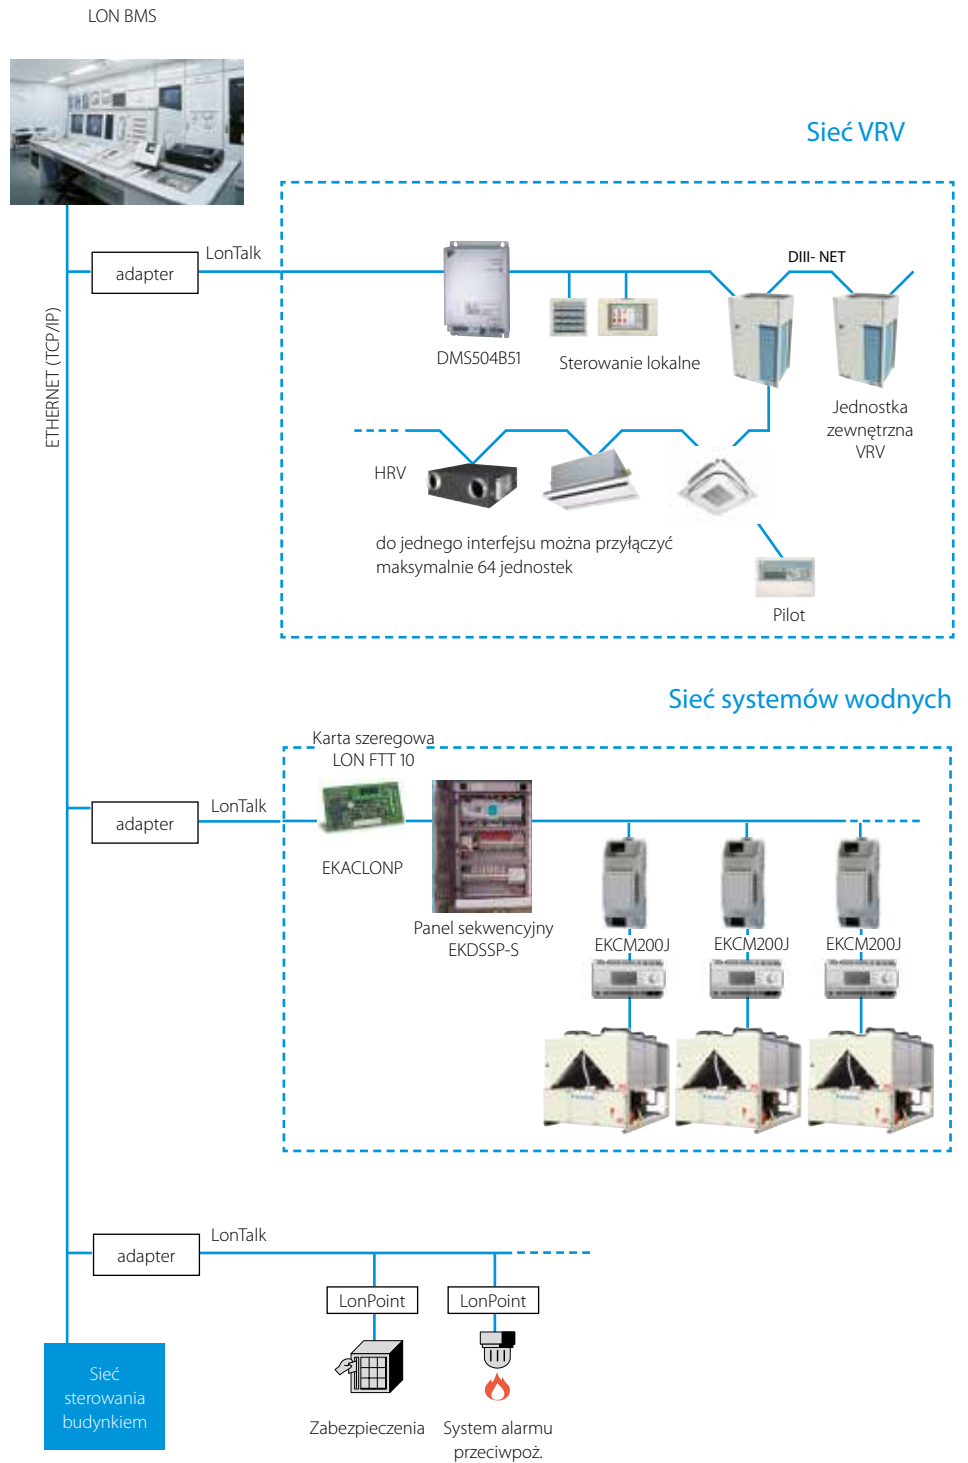 LON BMS
Sieć VRV
adapter
LonTalk
DIII- NET
ETHERNET (TCP/IP)
DMS504B51
Sterowanie lokalne
Jednostka
zewnętrzna
VRV
HRV
do jednego interfejsu można przyłączyć
maksymalnie 64 jednostek
Pilot
Sieć systemów wodnych
Karta szeregowa
LON FTT 10
adapter
LonTalk
EKACLONP
Panel sekwencyjny
EKDSSP-S
EKCM200J
EKCM200J
EKCM200J
adapter
LonTalk
LonPoint
LonPoint
Sieć
sterowania
budynkiem
Zabezpieczenia
System alarmu
przeciwpoż.